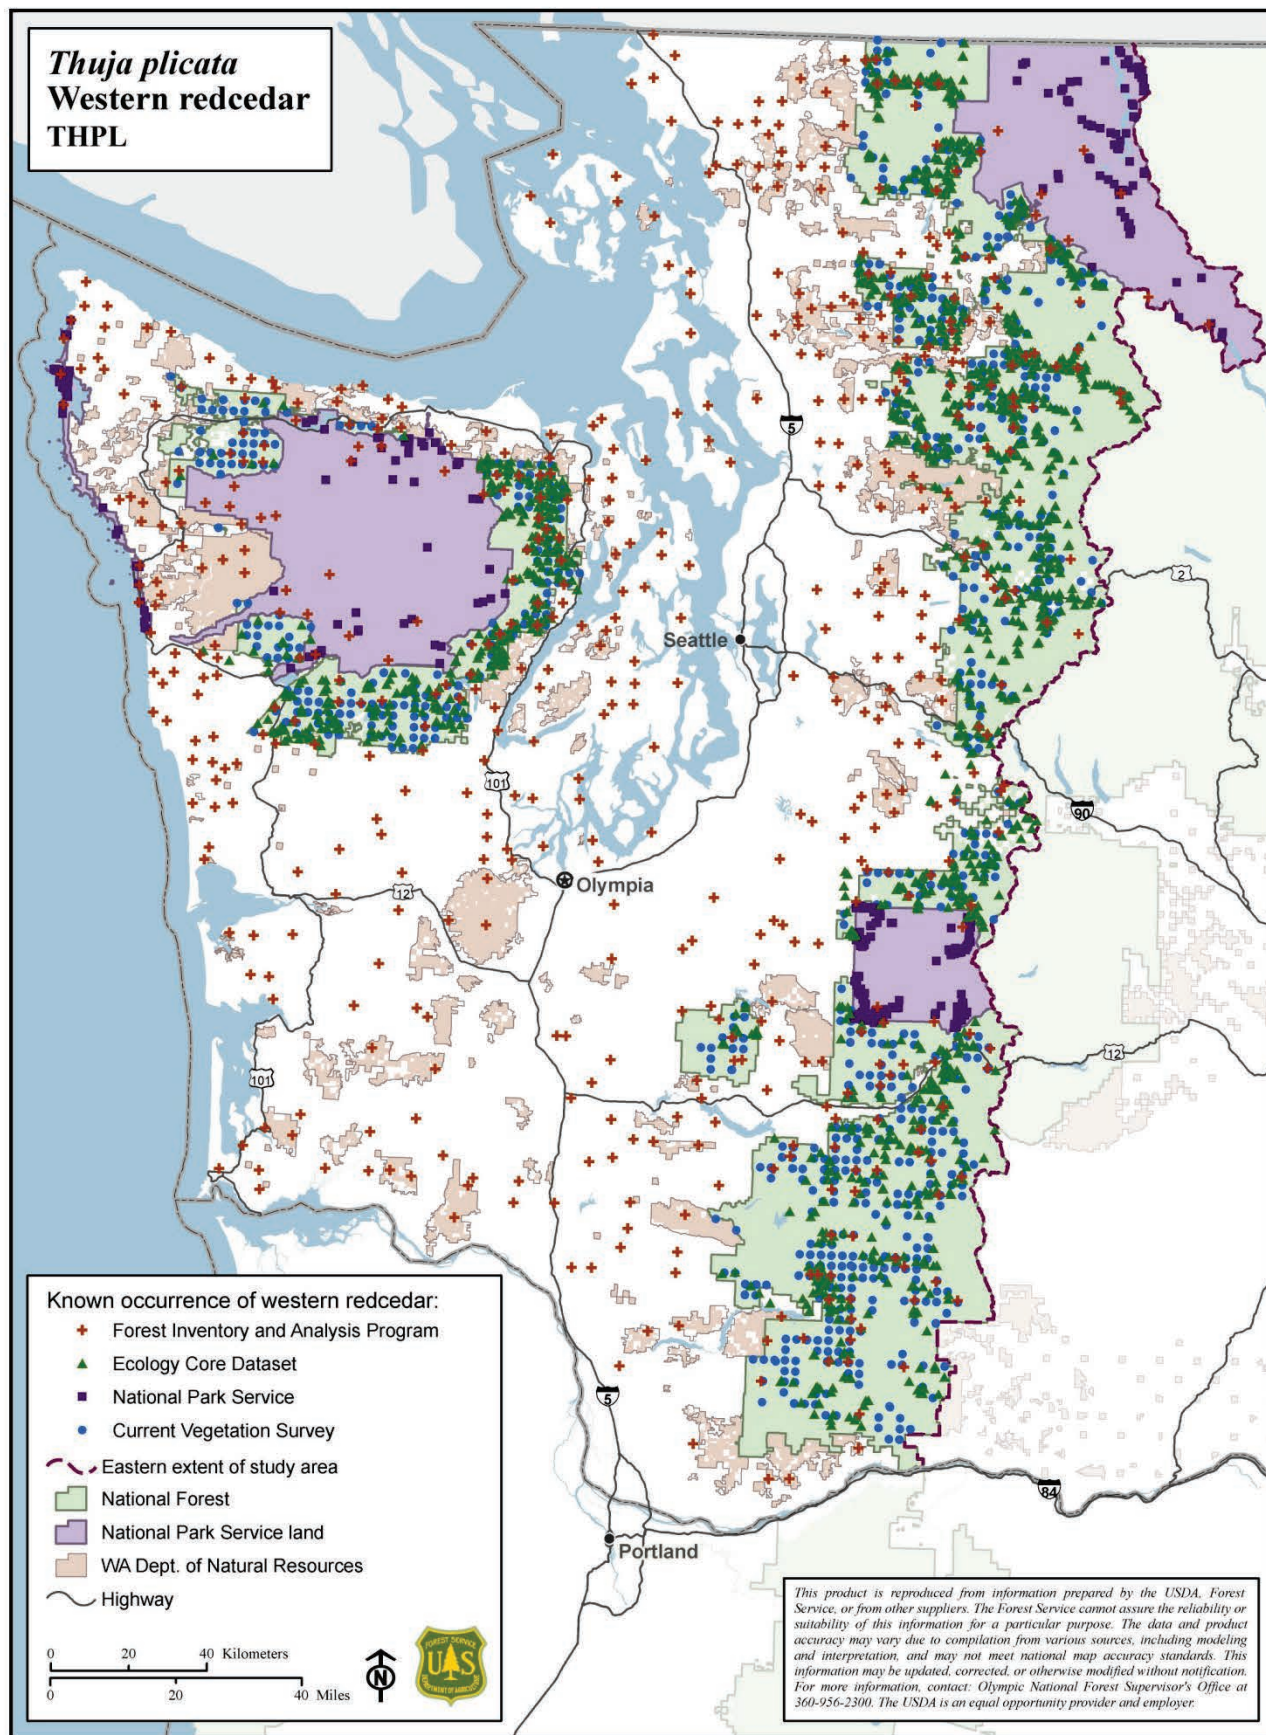 Thuja plicata
Western redcedar
THPL
5
2
Seattle
101
90
Olympia
12
101
12
Known occurrence of western redcedar:
Forest Inventory and Analysis Program
Ecology Core Dataset
National Park Service
Current Vegetation Survey
Eastern extent of study area
National Forest
National Park Service land
WA Dept. of Natural Resources
Highway
0 20 40 Kilometers
0 20 40 Miles
N
FOREST SERVICE
U S
DEPARTMENT OF AGRICULTURE
5
84
Portland
This product is reproduced from information prepared by the USDA, Forest
Service, or from other suppliers. The Forest Service cannot assure the reliability or
suitability of this information for a particular purpose. The data and product
accuracy may vary due to compilation from various sources, including modeling
and interpretation, and may not meet national map accuracy standards. This
information may be updated, corrected, or otherwise modified without notification.
For more information, contact: Olympic National Forest Supervisor's Office at
360-956-2300. The USDA is an equal opportunity provider and employer.